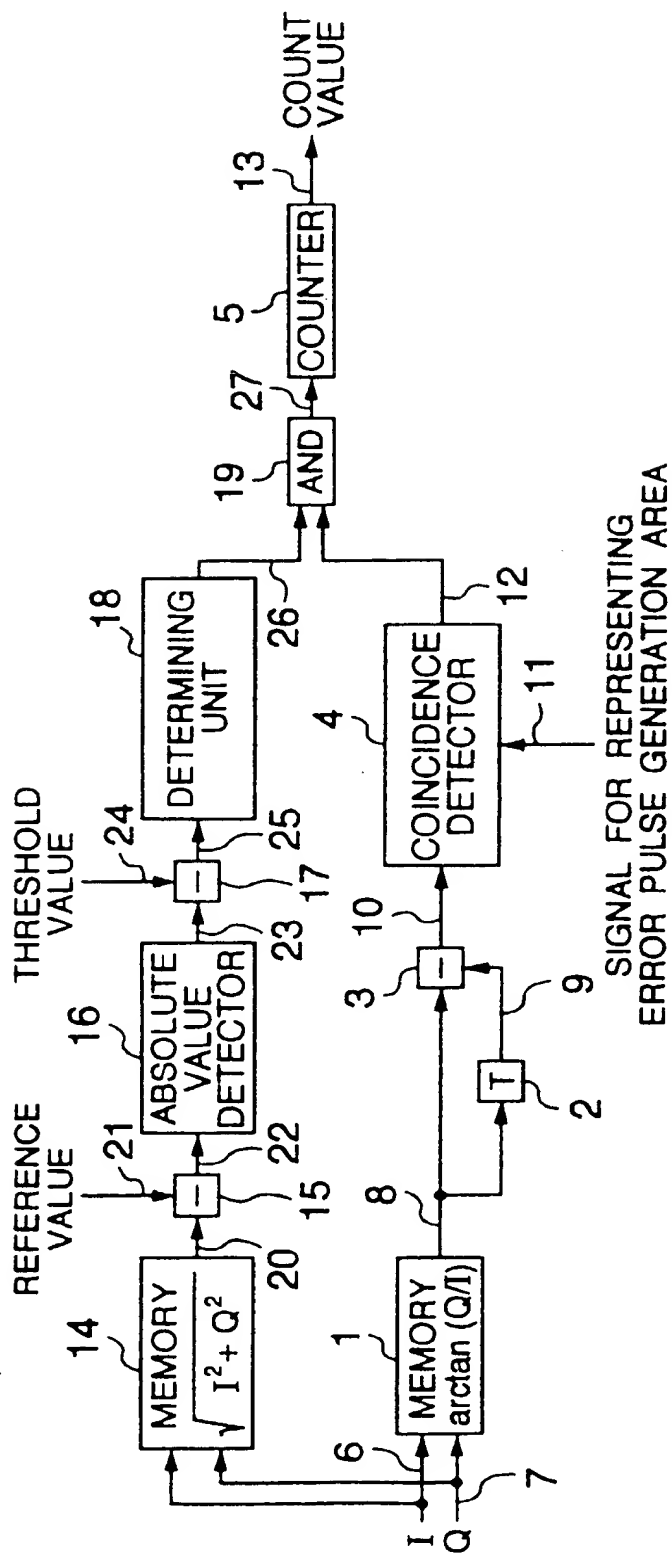 REFERENCE
VALUE
THRESHOLD
VALUE
14
MEMORY
√I² + Q²
20
21
15
22
16
ABSOLUTE
VALUE
DETECTOR
23
24
17
25
18
DETERMINING
UNIT
26
19
AND
27
5
COUNTER
13
COUNT
VALUE
I
Q
6
7
1
MEMORY
arctan (Q/I)
8
T
2
9
3
10
4
COINCIDENCE
DETECTOR
11
12
SIGNAL FOR REPRESENTING
ERROR PULSE GENERATION AREA